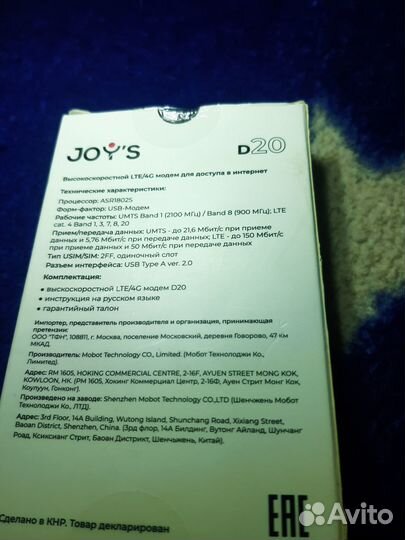 JOY'S
D20
Высокоскоростной LTE/4G модем для доступа в интернет
Технические характеристики:
Процессор: ASR1802S
Форм-фактор: USB-Модем
Рабочие частоты: UMTS Band 1 (2100 МГц) / Band 8 (900 МГц); LTE
cat. 4 Band 1, 3, 7, 8, 20
Прием/передача данных: UMTS - до 21,6 Мбит/с при приеме
данных и 5,76 Мбит/с при передаче данных; LTE - до 150 Мбит/с
при приеме данных и 50 Мбит/с при передаче данных
Тип USIM/SIM: 2FF, одиночный слот
Разъем интерфейса: USB Type A ver. 2.0
Комплектация:
• выскоскоростной LTE/4G модем D20
• инструкция на русском языке
• гарантийный талон
Импортер, представитель производителя и организация, принимающая
претензии:
ООО "ТФН", 108811, г. Москва, поселение Московский, деревня Говорово, 47 км
МКАД.
Производитель: Mobot Technology CO., Limited. (Мобот Технолоджи Ко.,
Лимитед).
Адрес: RM 1605, HOKING COMMERCIAL CENTRE, 2-16F, AYUEN STREET MONG KOK,
KOWLOON, HK. (РМ 1605, Хокинг Коммерциал Центр, 2-16Ф, Ауен Стрит Монг Кок,
Коулун, Гонконг).
Произведено на заводе: Shenzhen Mobot Technology CO.,LTD (Шенчжень Мобот
Технолоджи Ко., ЛТД).
Адрес: 3rd Floor, 14A Building, Wutong Island, Shunchang Road, Xixiang Street,
Baoan District, Shenzhen, China. (3рд флор, 14А Билдинг, Вутонг Айланд, Шунчанг
Роад, Ксиксианг Стрит, Баоан Дистрикт, Шенчьжень, Китай).
Сделано в КНР. Товар декларирован
EAC
Avito